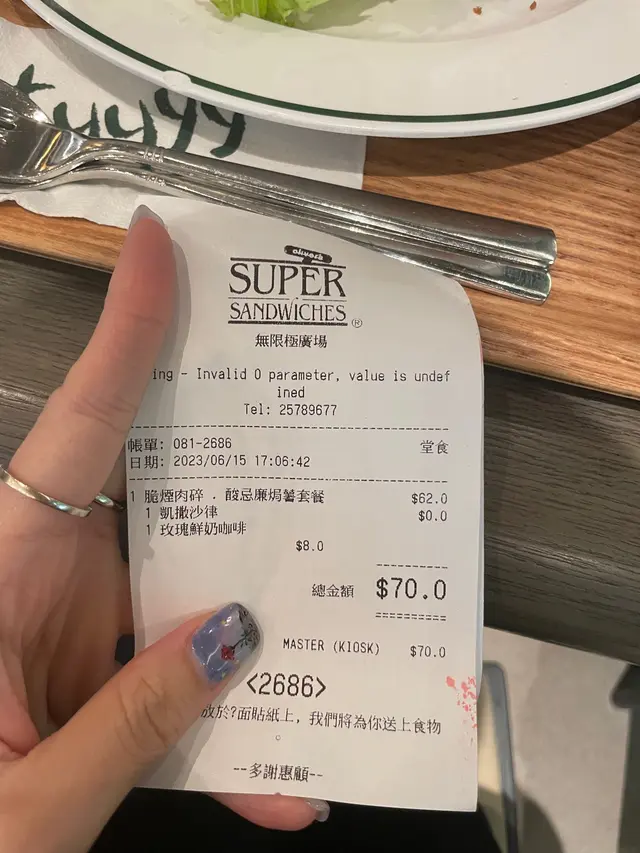 oliver's
SUPER
SANDWICHES
®
無限極廣場
ing - Invalid 0 parameter, value is undef
ined
Tel: 25789677
帳單: 081-2686 堂食
日期: 2023/06/15 17:06:42
1 脆煙肉碎 . 酸忌廉焗薯套餐 $62.0
1 凱撒沙律 $0.0
1 玫瑰鮮奶咖啡
$8.0
總金額 $70.0
MASTER (KIOSK) $70.0
<2686>
放於?面貼紙上, 我們將為你送上食物
。
--多謝惠顧--